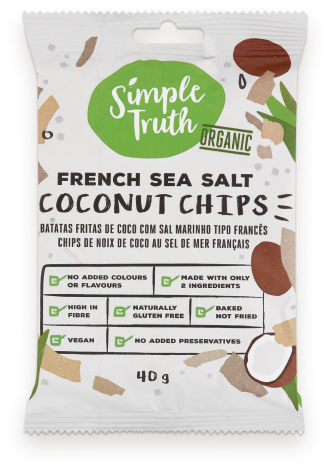 Simple
Truth
ORGANIC
FRENCH SEA SALT
COCONUT CHIPS
BATATAS FRITAS DE COCO COM SAL MARINHO TIPO FRANCÊS
CHIPS DE NOIX DE COCO AU SEL DE MER FRANÇAIS
NO ADDED COLOURS
OR FLAVOURS
MADE WITH ONLY
2 INGREDIENTS
HIGH IN
FIBRE
NATURALLY
GLUTEN FREE
BAKED
NOT FRIED
VEGAN
NO ADDED PRESERVATIVES
40 g